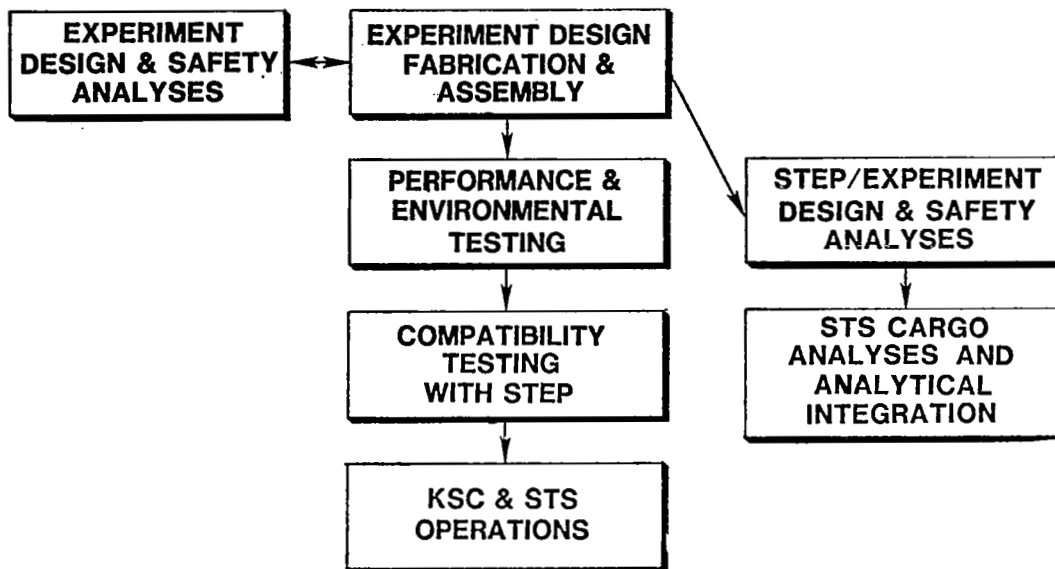 EXPERIMENT
DESIGN & SAFETY
ANALYSES
EXPERIMENT DESIGN
FABRICATION &
ASSEMBLY
PERFORMANCE &
ENVIRONMENTAL
TESTING
STEP/EXPERIMENT
DESIGN & SAFETY
ANALYSES
COMPATIBILITY
TESTING
WITH STEP
STS CARGO
ANALYSES AND
ANALYTICAL
INTEGRATION
KSC & STS
OPERATIONS